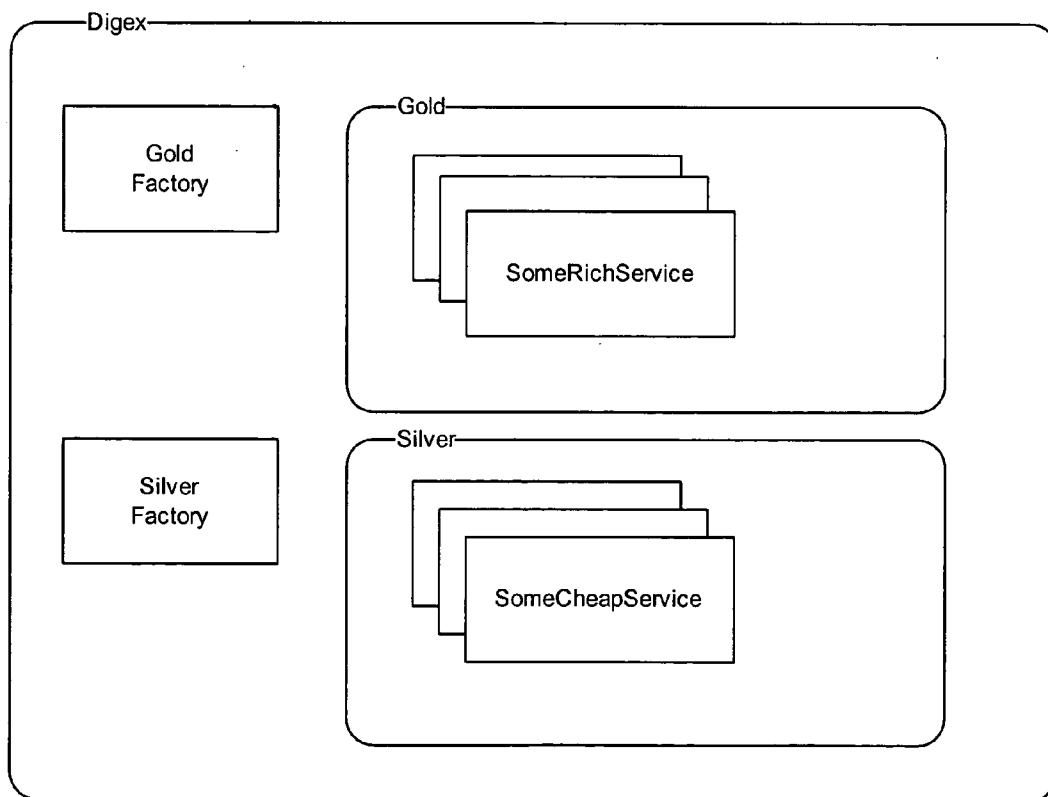 Digex
Gold
Factory
Gold
SomeRichService
Silver
Factory
Silver
SomeCheapService